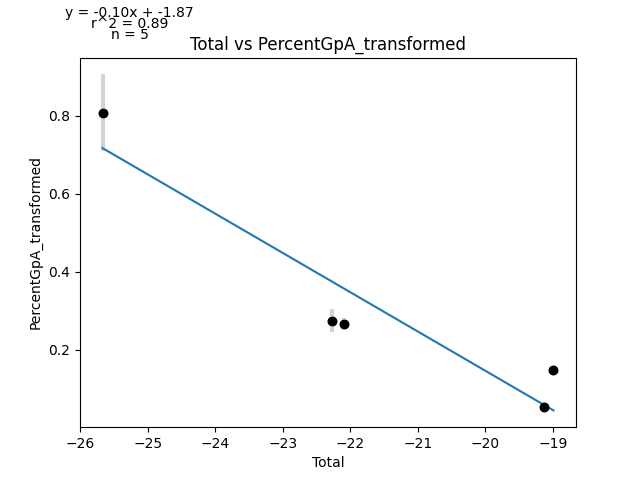 y = -0.10x + -1.87
r^2 = 0.89
n = 5
Total vs PercentGpA_transformed
PercentGpA_transformed
0.8
0.6
0.4
0.2
−26 −25 −24 −23 −22 −21 −20 −19
Total